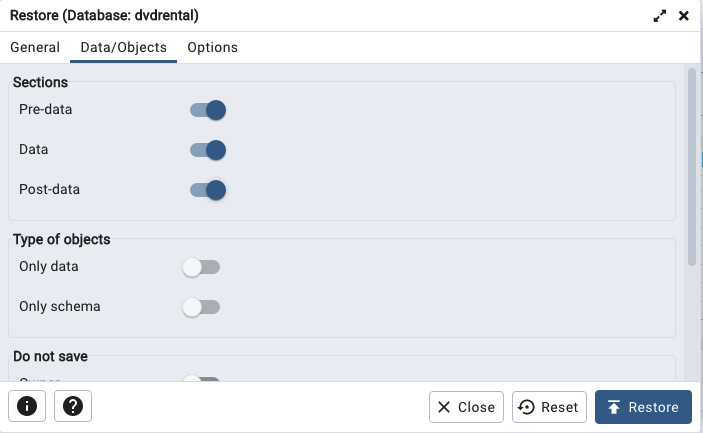 Restore (Database: dvdrental)
General Data/Objects Options
Sections
Pre-data
Data
Post-data
Type of objects
Only data
Only schema
Do not save
Close Reset Restore